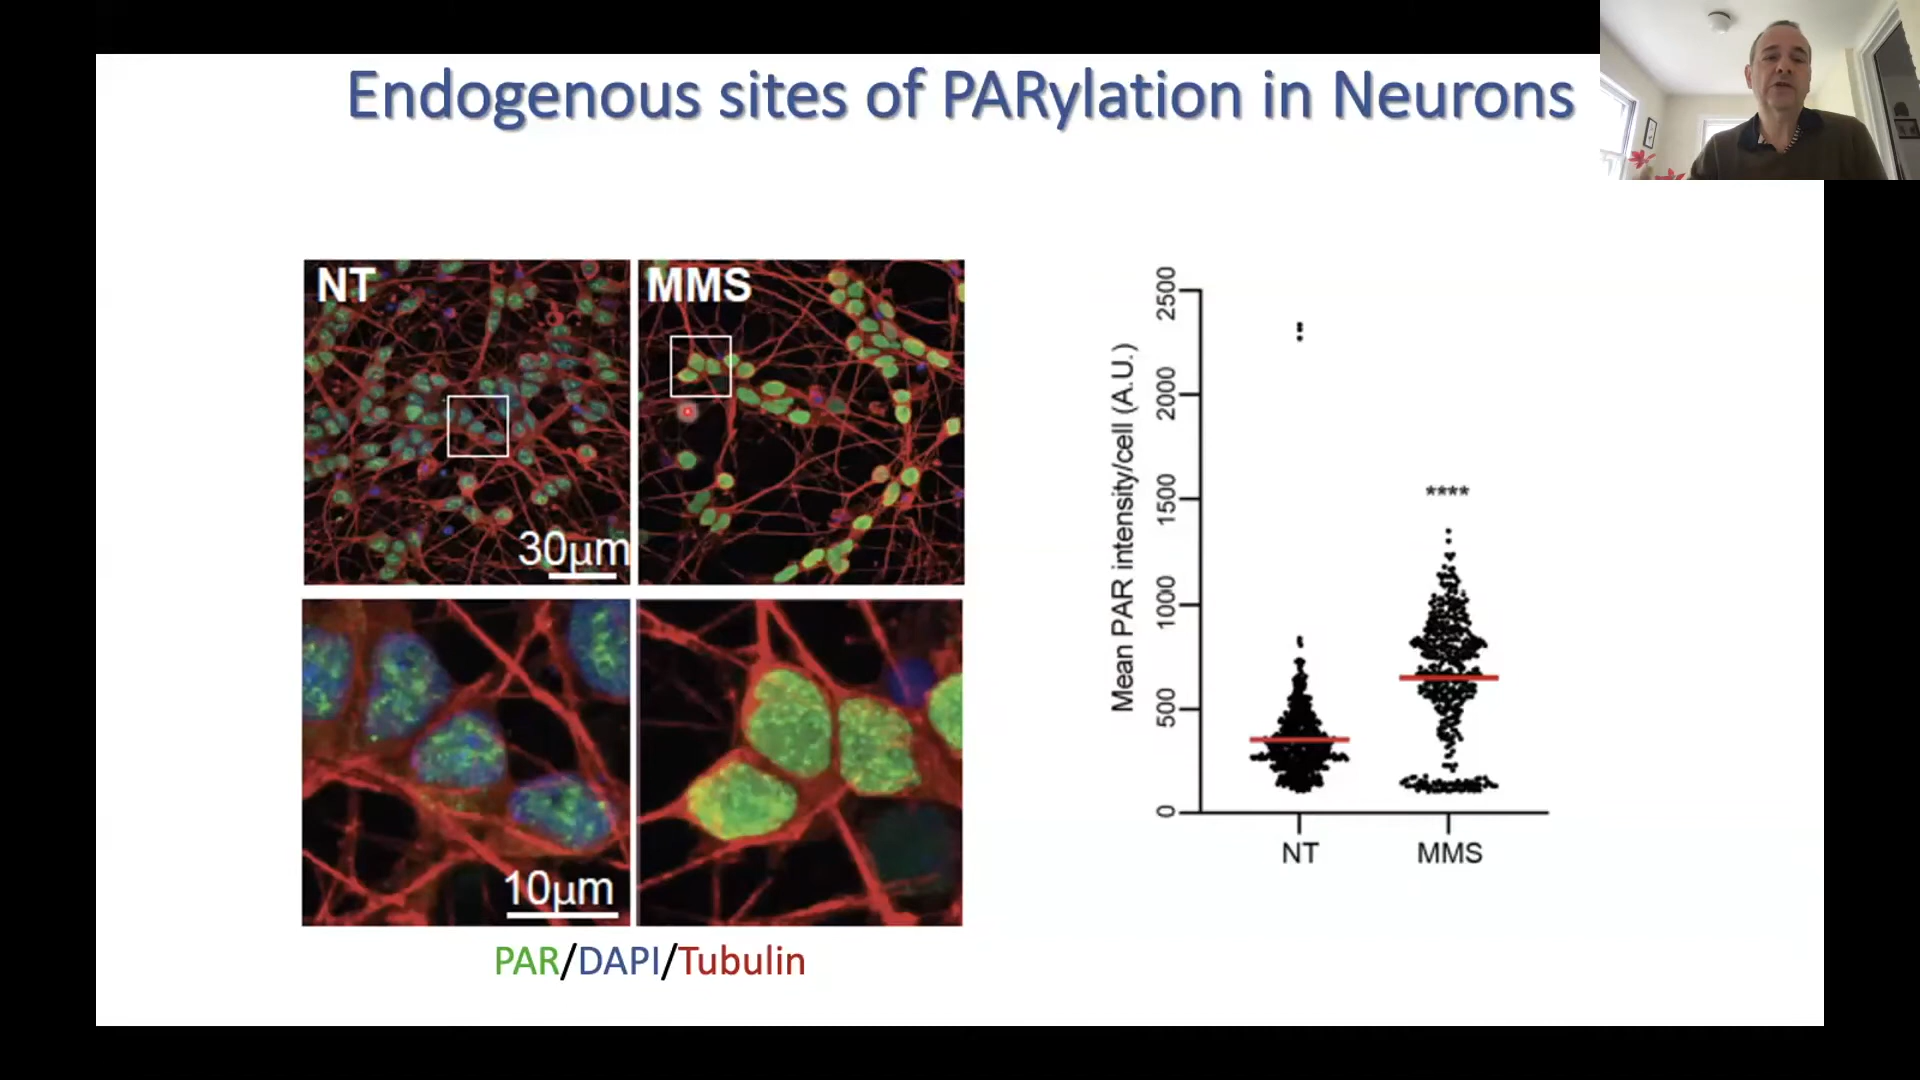 Endogenous sites of PARylation in Neurons
NT
MMS
30µm
10µm
PAR/DAPI/Tubulin
Mean PAR intensity/cell (A.U.)
2500
2000
1500
1000
500
0
****
NT
MMS